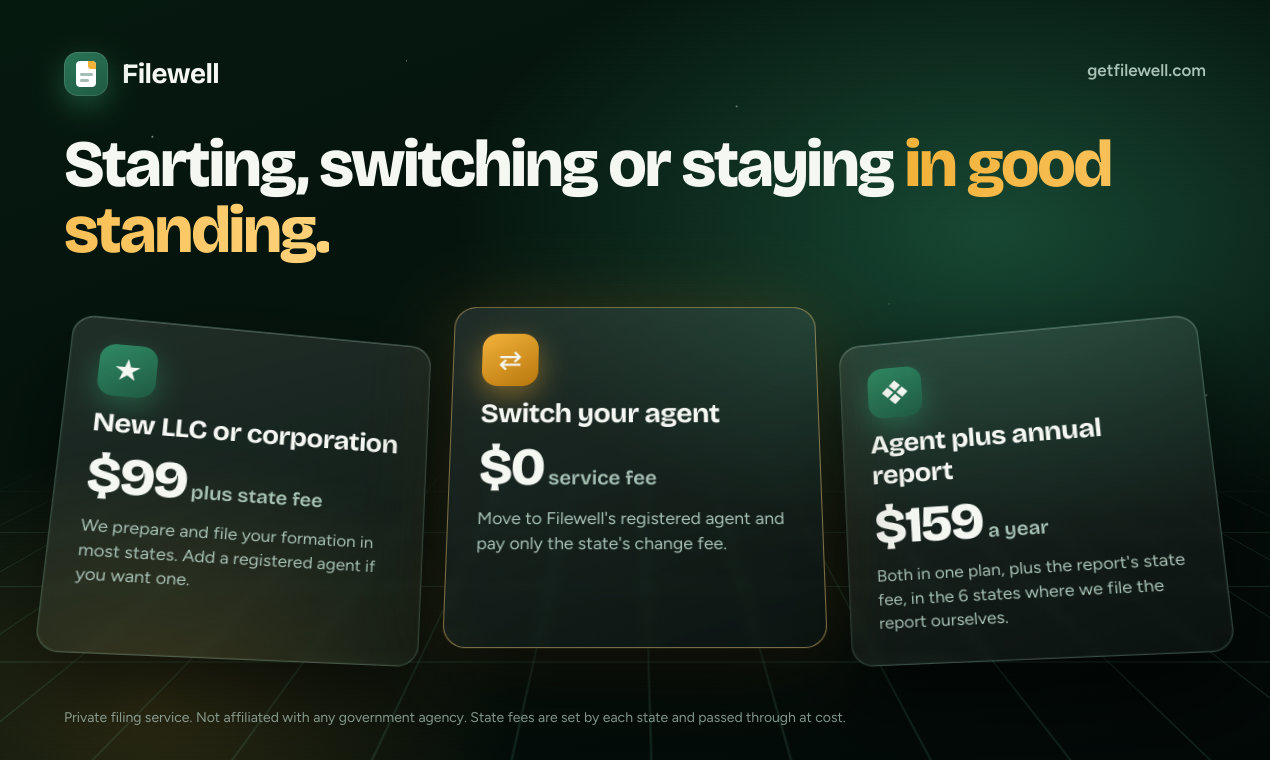 Filewell
getfilewell.com
Starting, switching or staying in good
standing.
New LLC or corporation
$99 plus state fee
We prepare and file your formation in
most states. Add a registered agent if
you want one.
Switch your agent
$0 service fee
Move to Filewell's registered agent and
pay only the state's change fee.
Agent plus annual
report
$159 a year
Both in one plan, plus the report's state
fee, in the 6 states where we file the
report ourselves.
Private filing service. Not affiliated with any government agency. State fees are set by each state and passed through at cost.